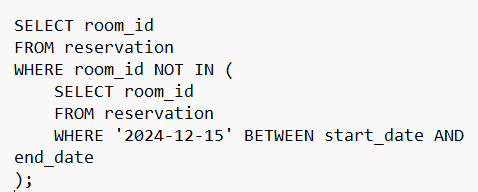 SELECT room_id
FROM reservation
WHERE room_id NOT IN (
    SELECT room_id
    FROM reservation
    WHERE '2024-12-15' BETWEEN start_date AND
end_date
);